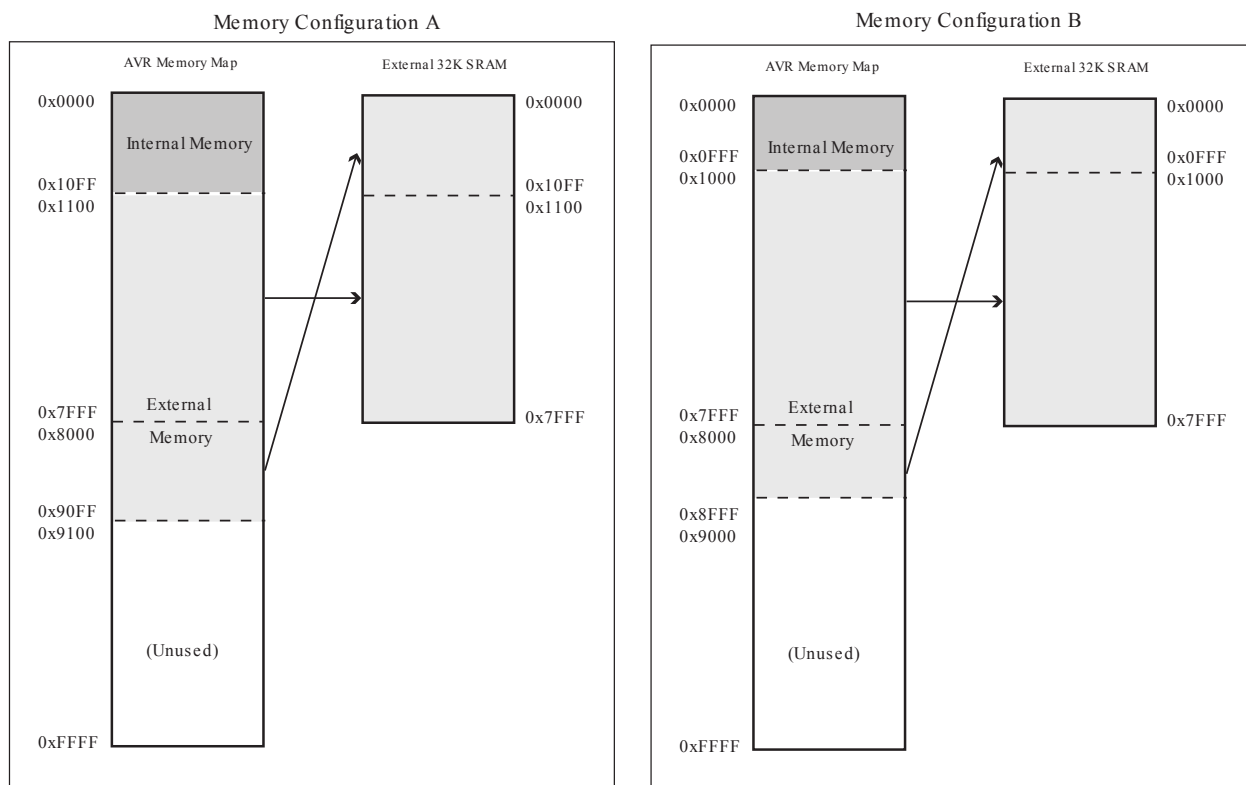 Memory Configuration A
AVR Memory Map
External 32K SRAM
0x0000
Internal Memory
0x10FF
0x1100
External
0x7FFF
0x8000
Memory
0x90FF
0x9100
(Unused)
0xFFFF
0x0000
0x10FF
0x1100
0x7FFF
Memory Configuration B
AVR Memory Map
External 32K SRAM
0x0000
Internal Memory
0x0FFF
0x1000
External
0x7FFF
0x8000
Memory
0x8FFF
0x9000
(Unused)
0xFFFF
0x0000
0x0FFF
0x1000
0x7FFF